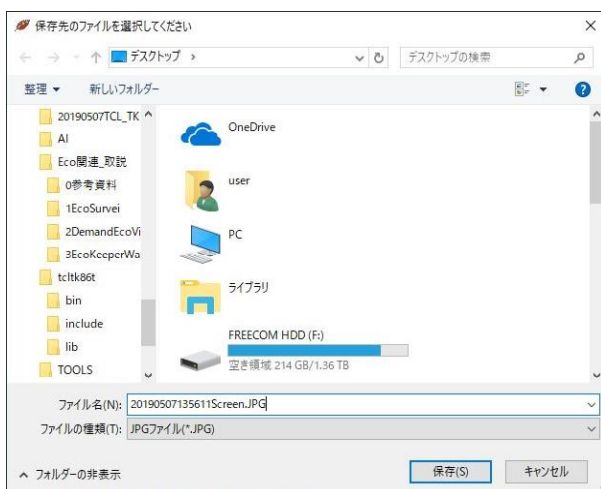 保存先のファイルを選択してください
デスクトップ
デスクトップの検索
整理 新しいフォルダー
20190507TCL_TK
AI
Eco関連_取説
0参考資料
1EcoSurvei
2DemandEcoVi
3EcoKeeperWa
tcltk86t
bin
include
lib
TOOLS
OneDrive
user
PC
ライブラリ
FREECOM HDD (F:)
空き領域 214 GB/1.36 TB
ファイル名(N): 20190507135611Screen.JPG
ファイルの種類(T): JPGファイル(*.JPG)
フォルダーの非表示 保存(S) キャンセル